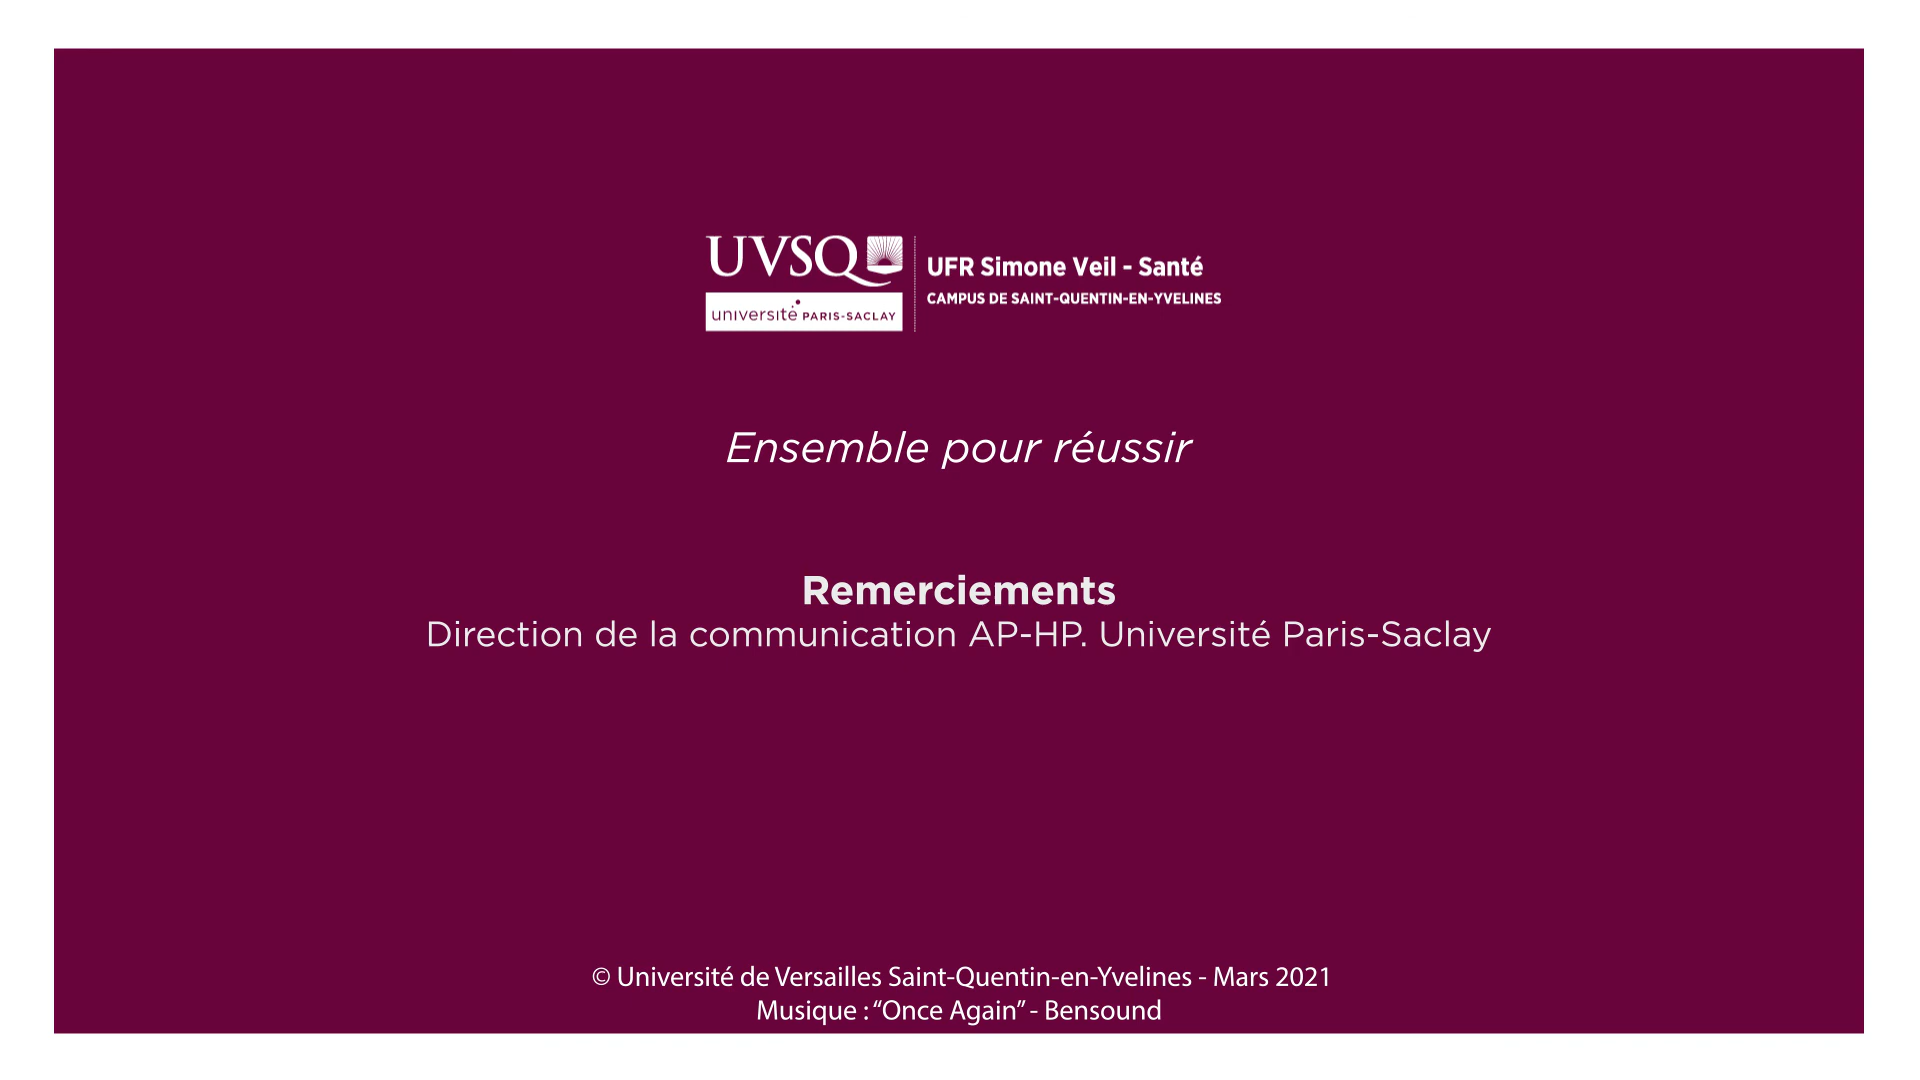 UVSQ
université PARIS-SACLAY
UFR Simone Veil - Santé
CAMPUS DE SAINT-QUENTIN-EN-YVELINES
Ensemble pour réussir
Remerciements
Direction de la communication AP-HP. Université Paris-Saclay
© Université de Versailles Saint-Quentin-en-Yvelines - Mars 2021
Musique : “Once Again” - Bensound